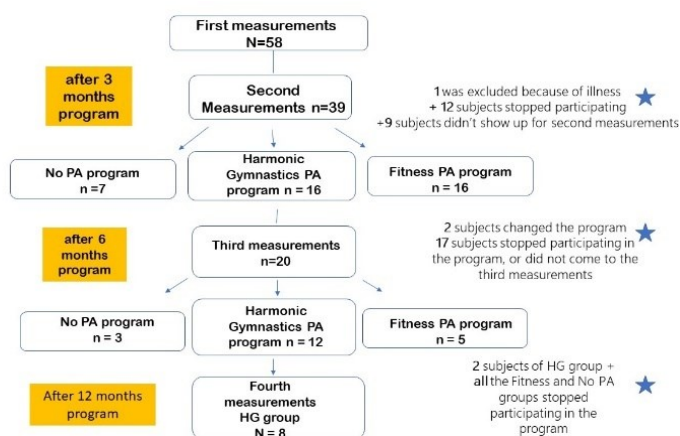 First measurements
N=58
after 3
months
program
Second
Measurements n=39
1 was excluded because of illness
+ 12 subjects stopped participating
+9 subjects didn't show up for second measurements
No PA program
n =7
Harmonic
Gymnastics PA
program n = 16
Fitness PA program
n = 16
after 6
months
program
Third measurements
n=20
2 subjects changed the program
17 subjects stopped participating in
the program, or did not come to the
third measurements
No PA program
n = 3
Harmonic
Gymnastics PA
program n = 12
Fitness PA program
n = 5
After 12 months
program
Fourth
measurements
HG group
N = 8
2 subjects of HG group +
all the Fitness and No PA
groups stopped
participating in the
program